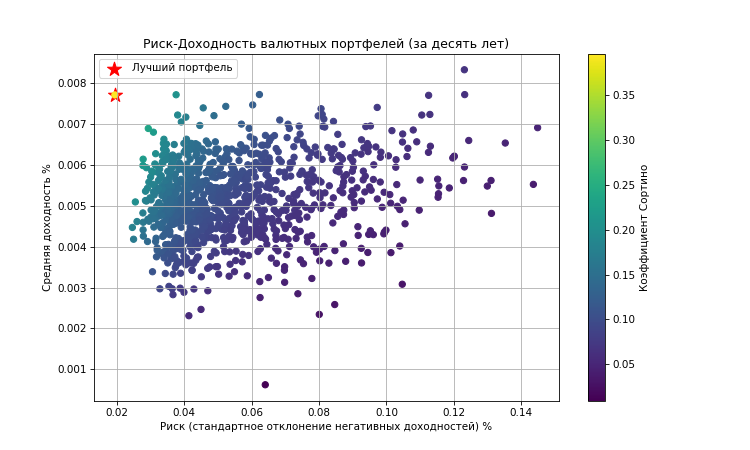 Риск-Доходность валютных портфелей (за десять лет)
Лучший портфель
Средняя доходность %
0.008
0.007
0.006
0.005
0.004
0.003
0.002
0.001
0.02 0.04 0.06 0.08 0.10 0.12 0.14
Риск (стандартное отклонение негативных доходностей) %
0.35
0.30
0.25
0.20
0.15
0.10
0.05
Коэффициент Сортино